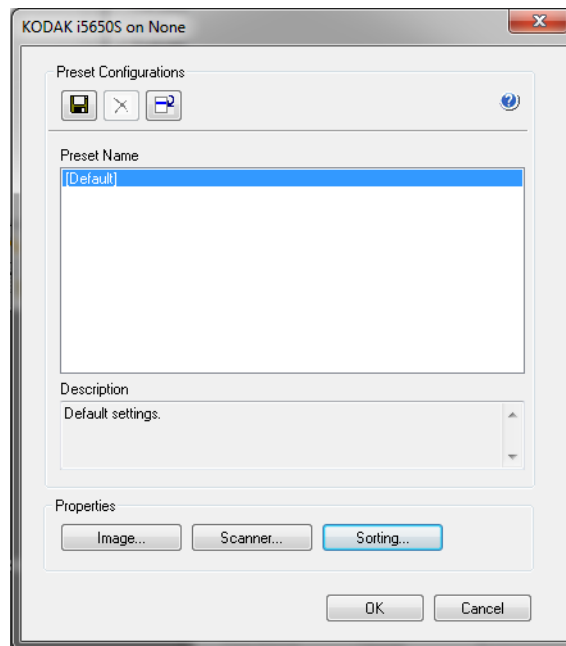 KODAK i5650S on None
Preset Configurations
Preset Name
[Default]
Description
Default settings.
Properties
Image...
Scanner...
Sorting...
OK
Cancel